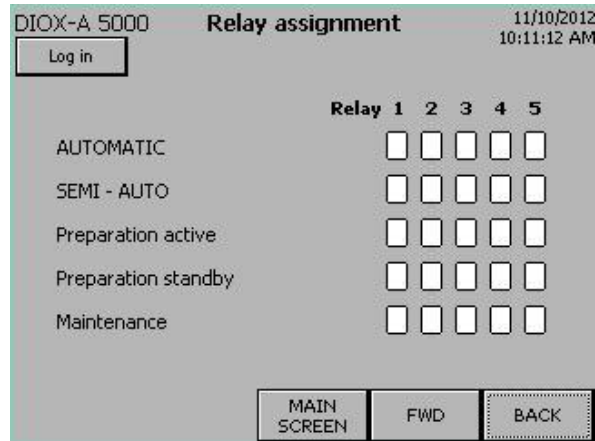 DIOX-A 5000 Relay assignment 11/10/2012
Log in 10:11:12 AM
Relay 1 2 3 4 5
AUTOMATIC
SEMI - AUTO
Preparation active
Preparation standby
Maintenance
MAIN SCREEN FWD BACK